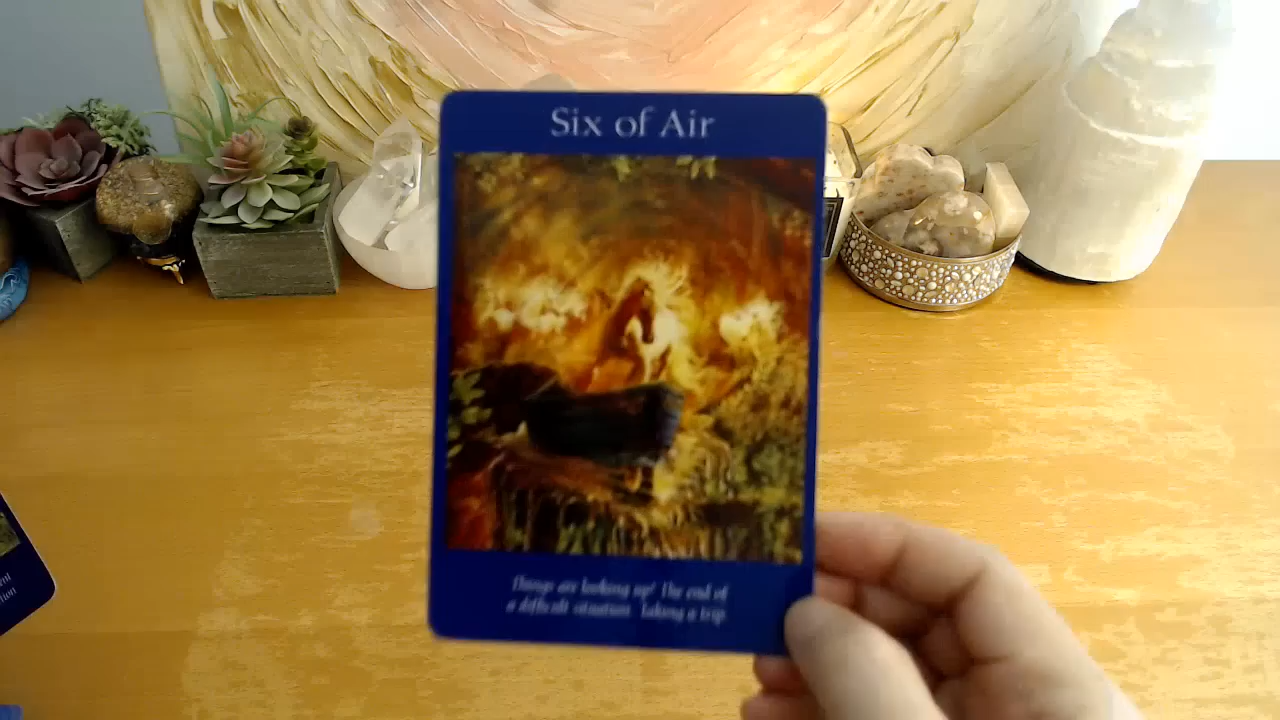 Six of Air
Things are looking up! The end of
a difficult situation. Taking a trip.